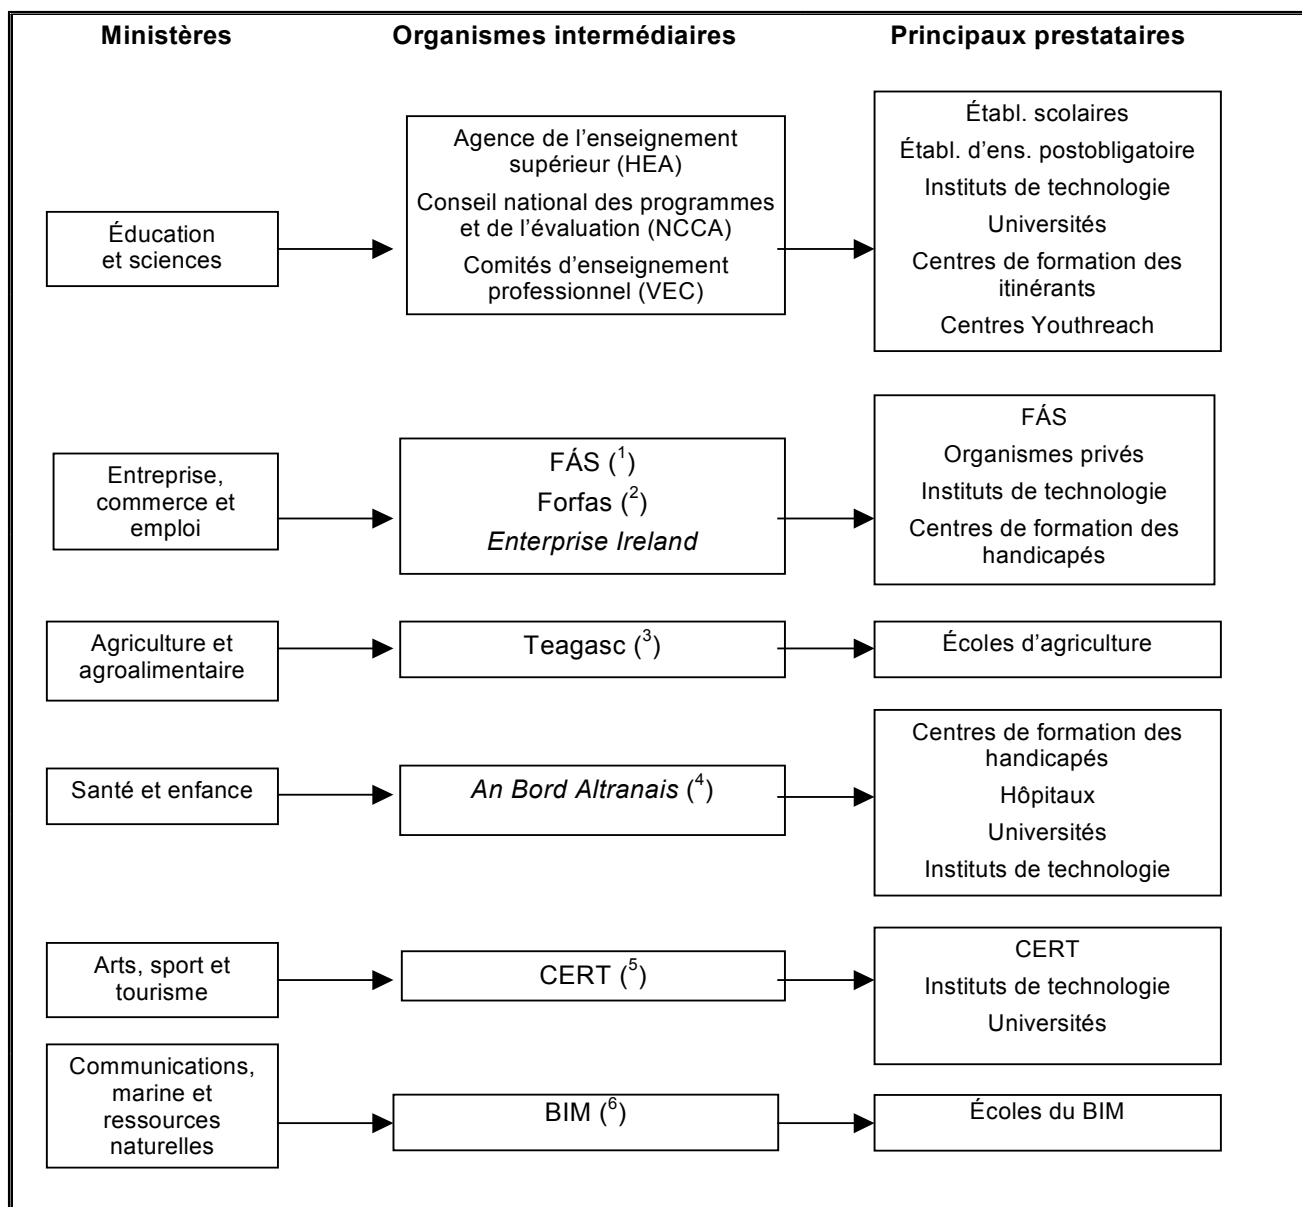 Ministères
Organismes intermédiaires
Principaux prestataires
Éducation
et sciences
Agence de l’enseignement
supérieur (HEA)
Conseil national des programmes
et de l’évaluation (NCCA)
Comités d’enseignement
professionnel (VEC)
Établ. scolaires
Établ. d’ens. postobligatoire
Instituts de technologie
Universités
Centres de formation des
itinérants
Centres Youthreach
Entreprise,
commerce et
emploi
FÁS (1)
Forfas (2)
Enterprise Ireland
FÁS
Organismes privés
Instituts de technologie
Centres de formation des
handicapés
Agriculture et
agroalimentaire
Teagasc (3)
Écoles d’agriculture
Santé et enfance
An Bord Altranais (4)
Centres de formation des
handicapés
Hôpitaux
Universités
Instituts de technologie
Arts, sport et
tourisme
CERT (5)
CERT
Instituts de technologie
Universités
Communications,
marine et
ressources
naturelles
BIM (6)
Écoles du BIM